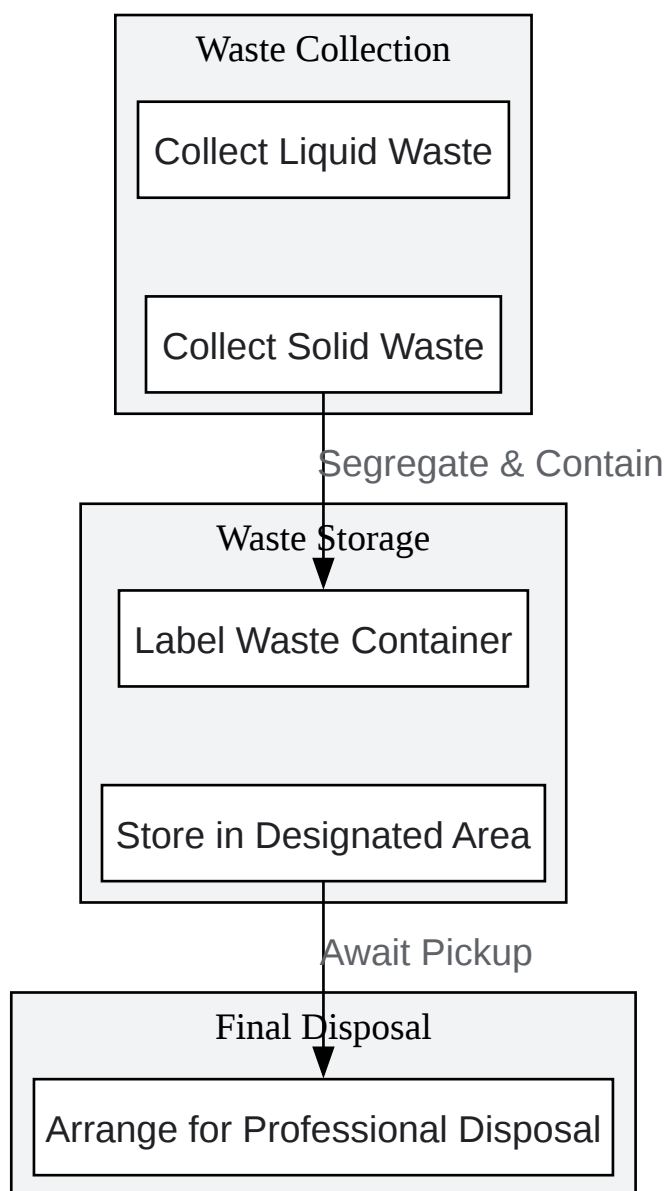 Waste Collection
Collect Liquid Waste
Collect Solid Waste
Segregate & Contain
Waste Storage
Label Waste Container
Store in Designated Area
Await Pickup
Final Disposal
Arrange for Professional Disposal